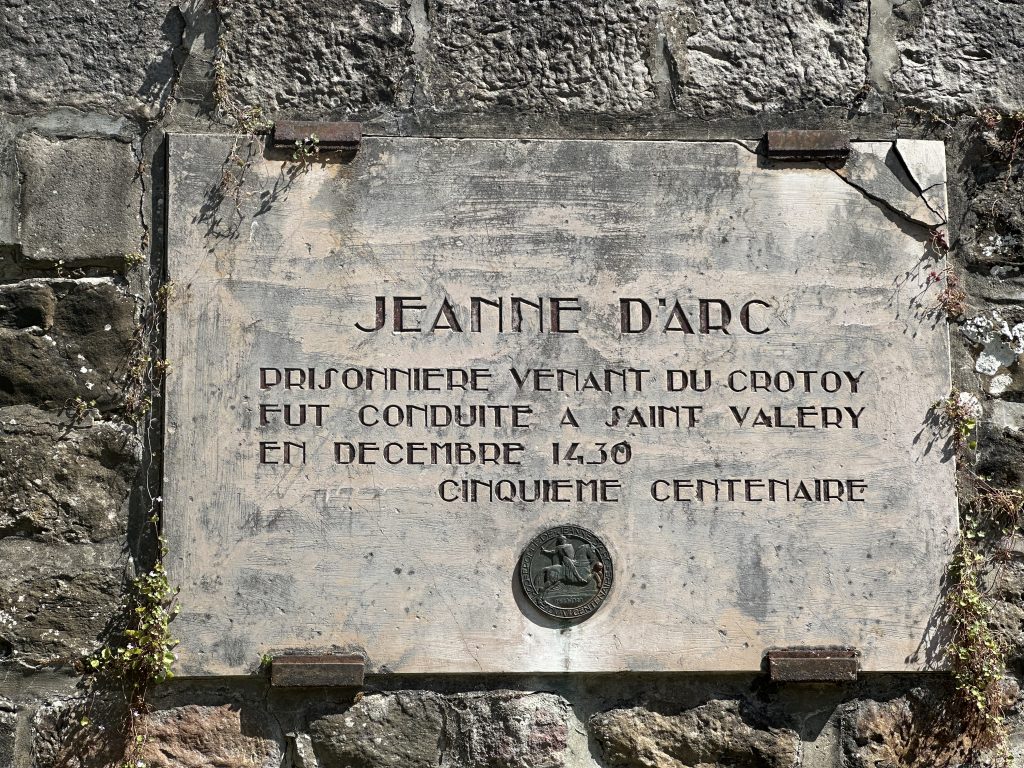 JEANNE D'ARC
PRISONNIERE VENANT DU CROTOY
FUT CONDUITE A SAINT VALERY
EN DECEMBRE 1430
CINQUIEME CENTENAIRE